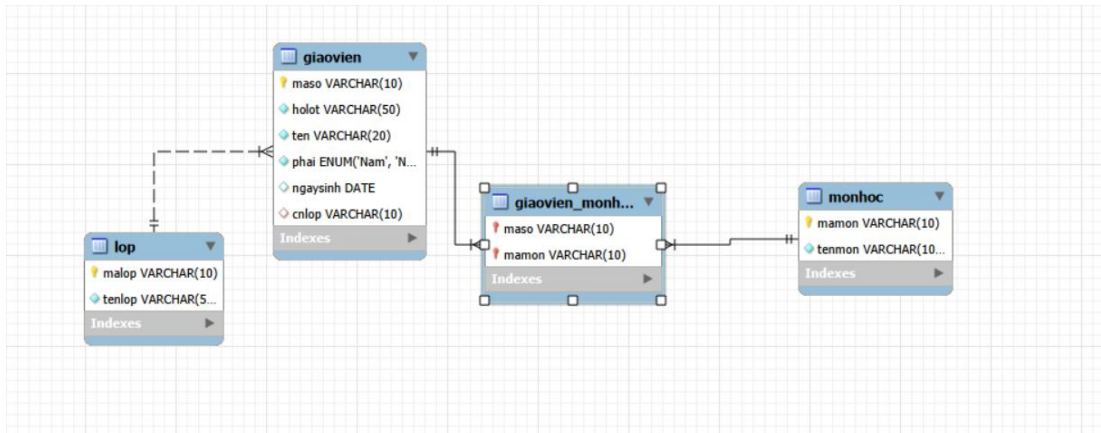 giaovien
maso VARCHAR(10)
holot VARCHAR(50)
ten VARCHAR(20)
phai ENUM('Nam', 'N...
ngaysinh DATE
cnlop VARCHAR(10)
Indexes
lop
malop VARCHAR(10)
tenlop VARCHAR(5...
Indexes
giaovien_monh...
maso VARCHAR(10)
mamon VARCHAR(10)
Indexes
monhoc
mamon VARCHAR(10)
tenmon VARCHAR(10...
Indexes